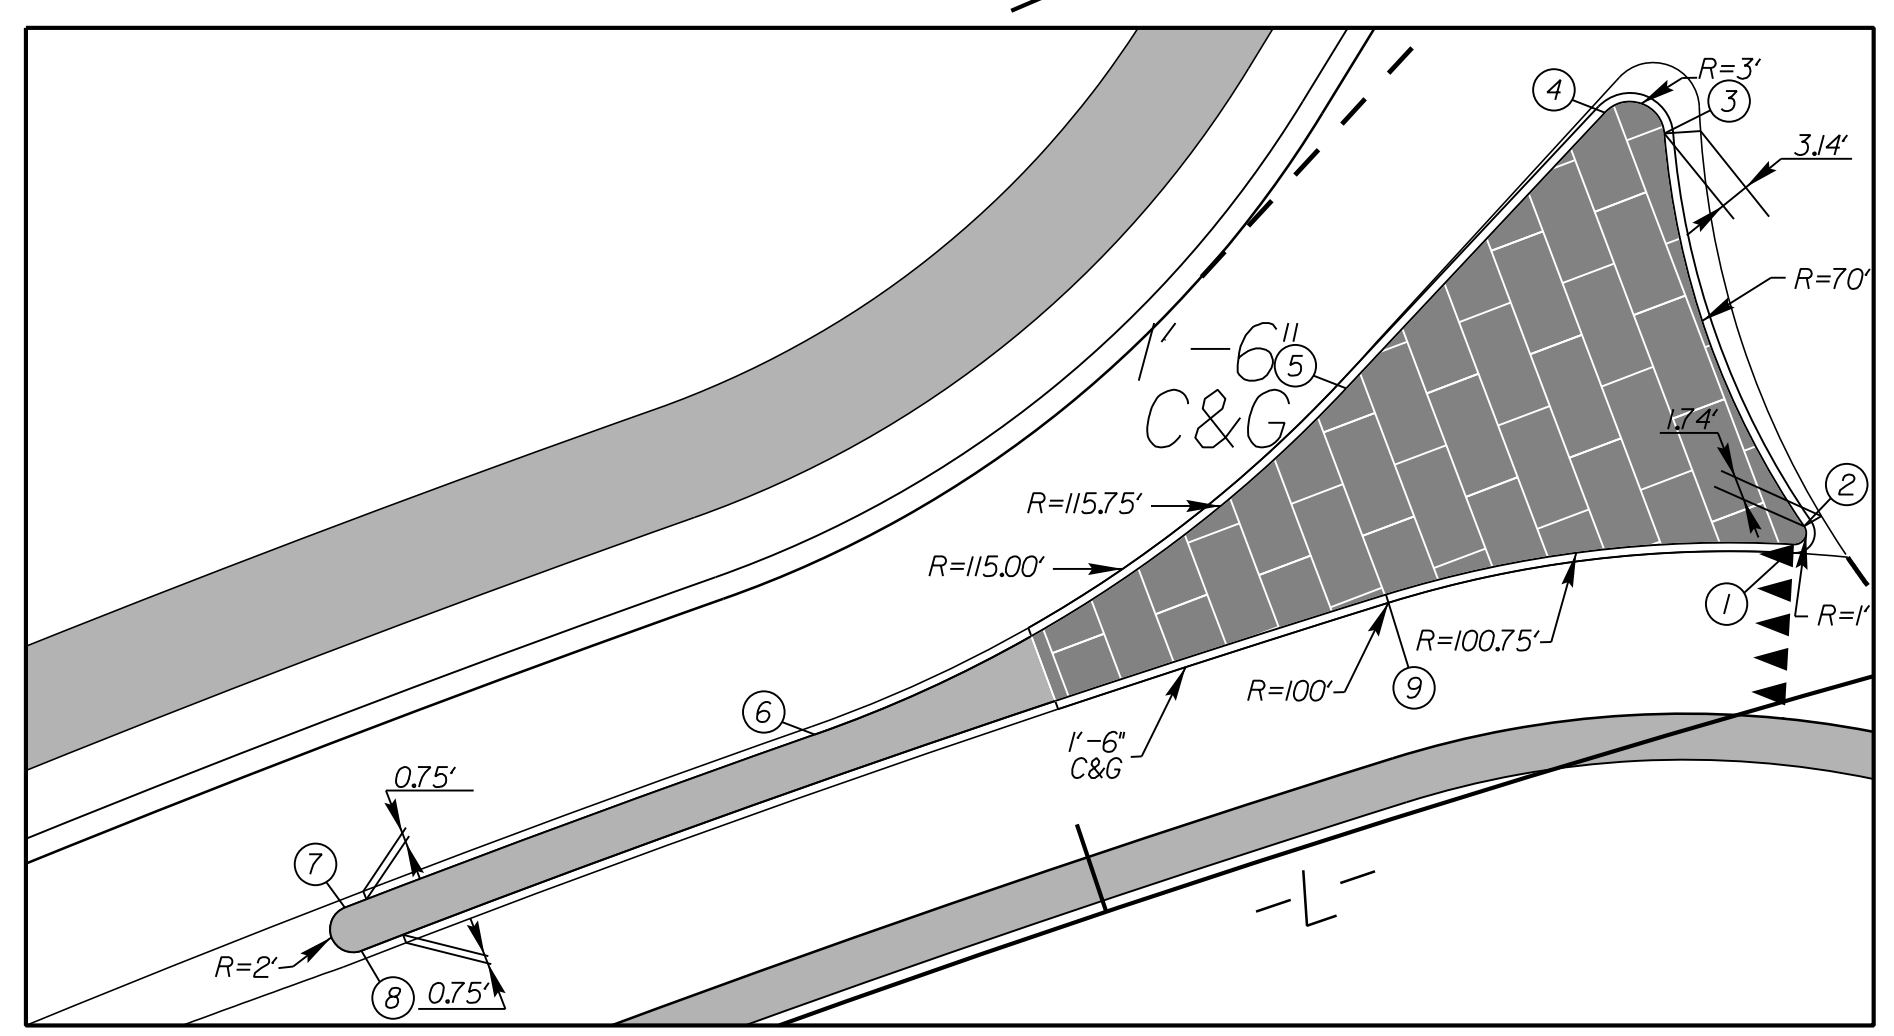 R=3'
4
3
3.14'
R=70'
1'-6"
C&G
5
1.74'
2
R=115.75'
R=115.00'
1
R=1'
R=100.75'
R=100'
9
6
1'-6"
C&G
0.75'
7
-L-
R=2'
8
0.75'